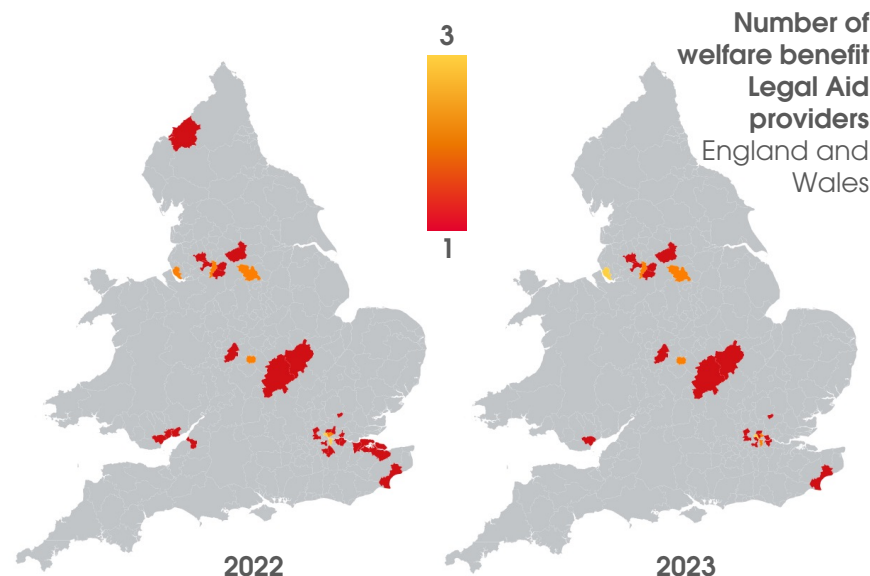 Number of
welfare benefit
Legal Aid
providers
England and
Wales
3
1
2022
2023